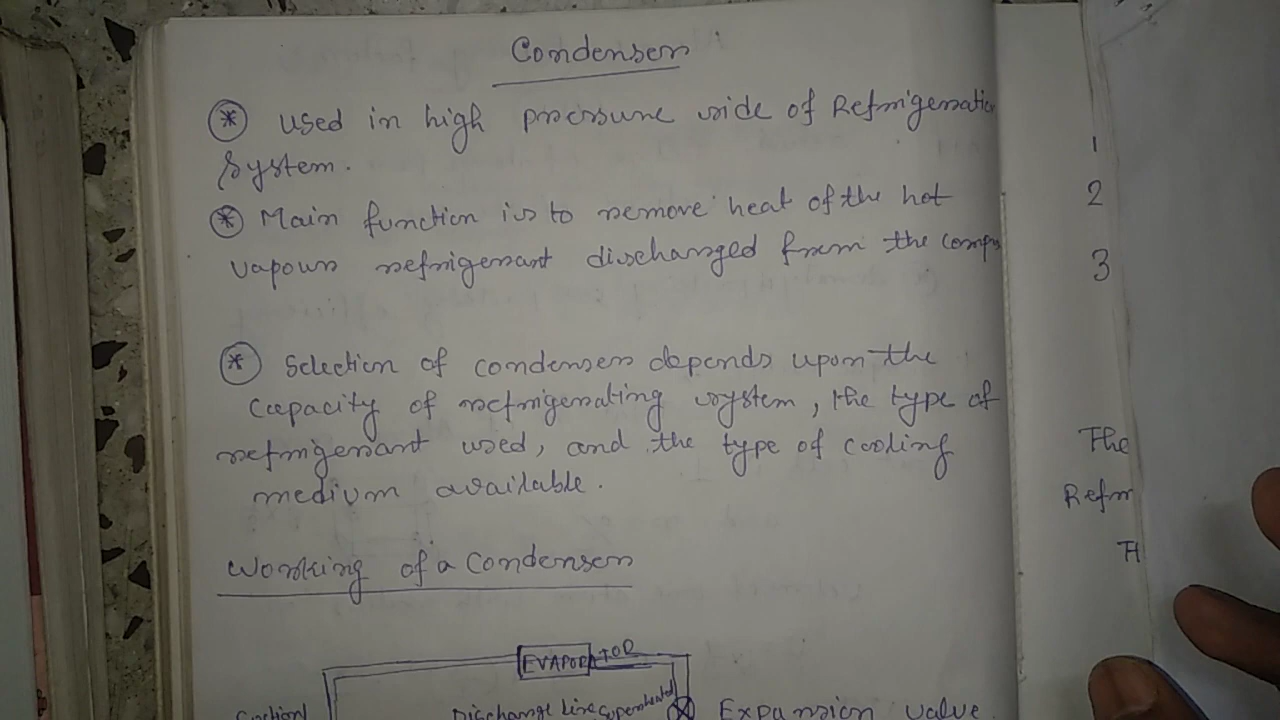 Condenser
* Used in high pressure side of Refrigeration
System.
* Main function is to remove heat of the hot
vapour refrigerant discharged from the comp
* Selection of condenser depends upon the
Capacity of refrigerating system, the type of
refrigerant used, and the type of cooling
medium available.
Working of a Condenser
EVAPORATOR
Suction
Discharge line superheated
Expansion valve
1
2
3
The
Refr